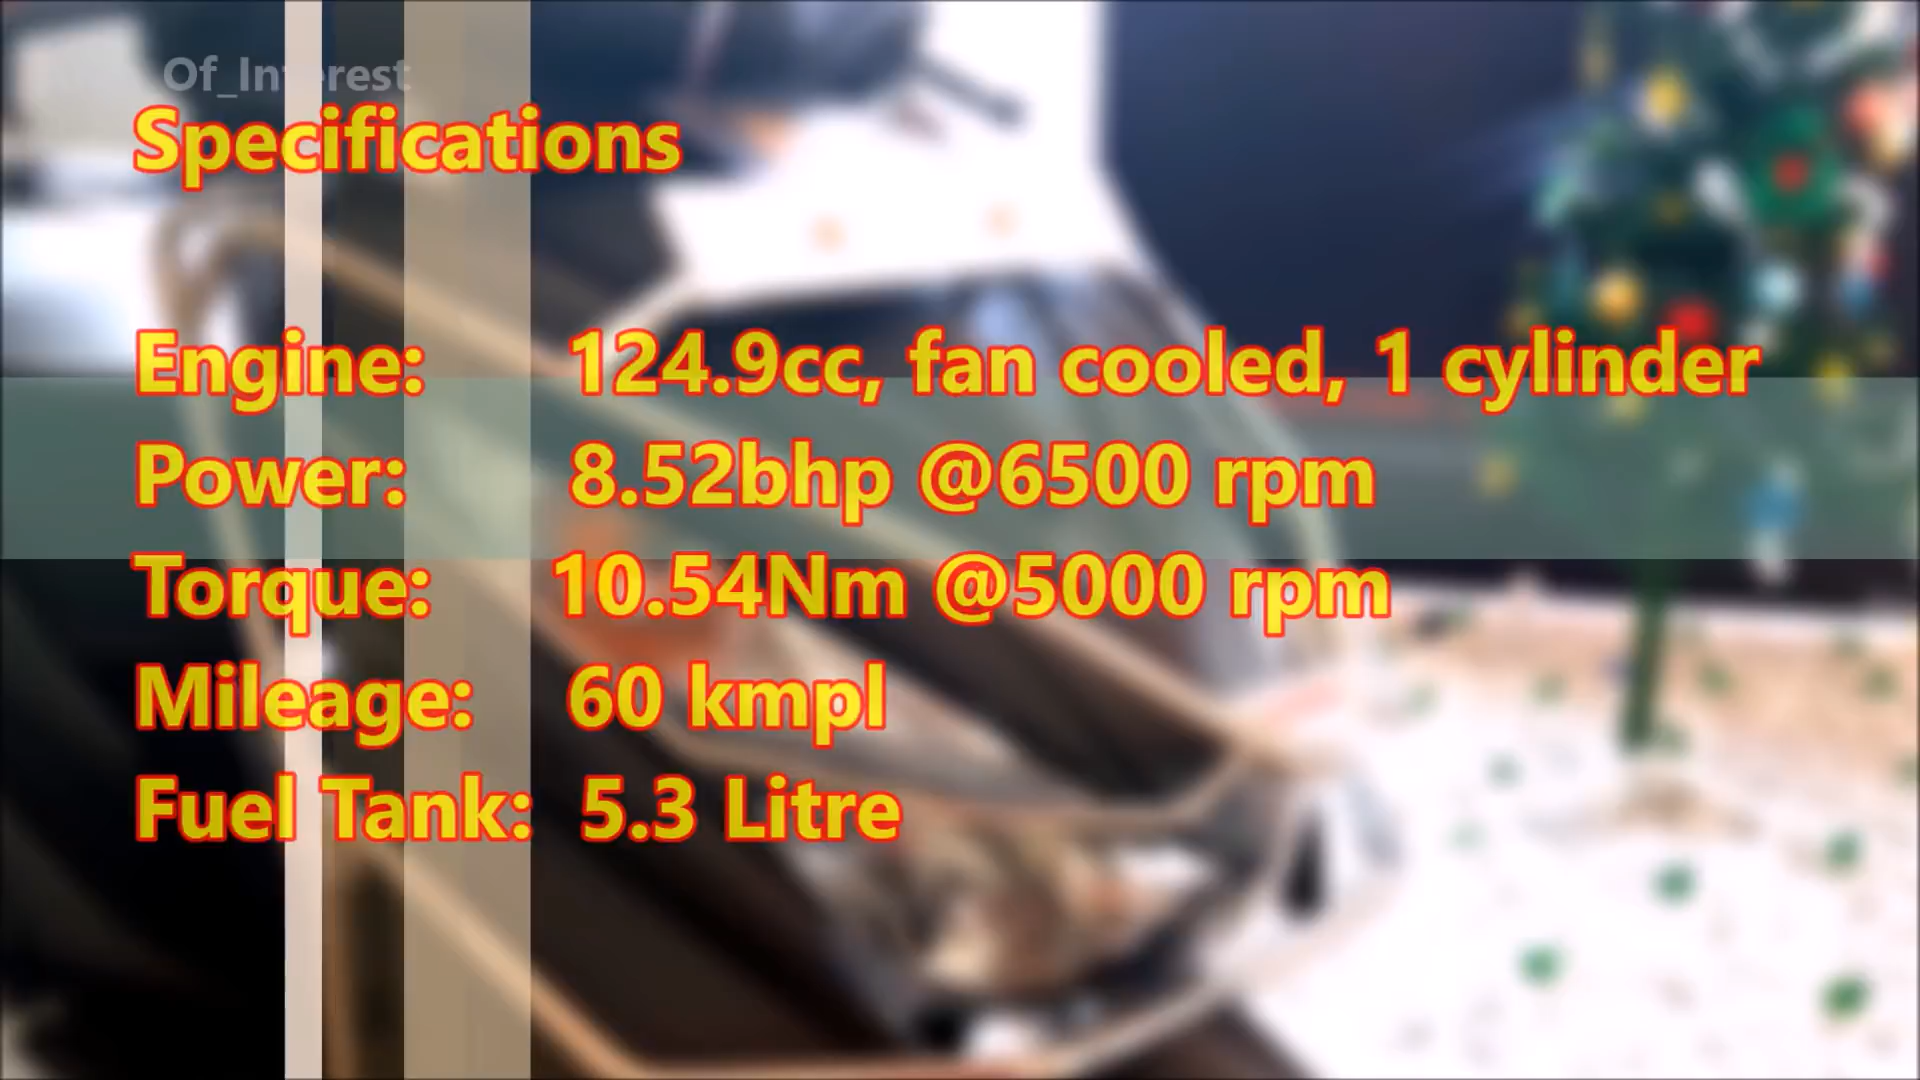 Of_Interest
Specifications
Engine: 124.9cc, fan cooled, 1 cylinder
Power: 8.52bhp @6500 rpm
Torque: 10.54Nm @5000 rpm
Mileage: 60 kmpl
Fuel Tank: 5.3 Litre